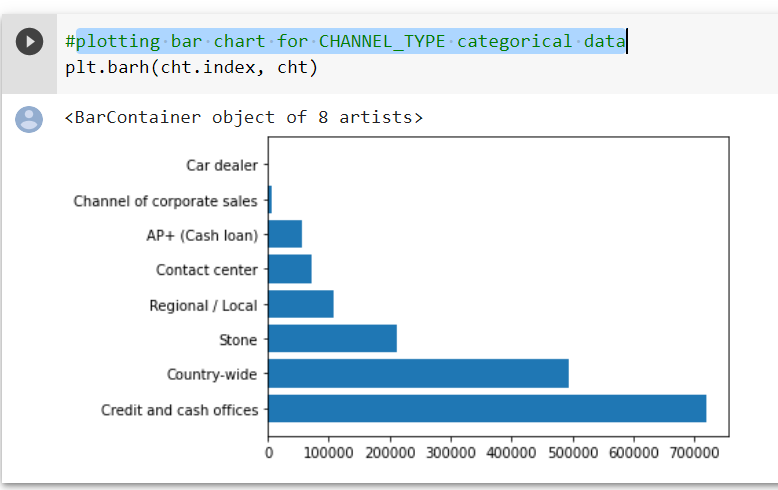 #plotting bar chart for CHANNEL_TYPE categorical data
plt.barh(cht.index, cht)
<BarContainer object of 8 artists>
Car dealer
Channel of corporate sales
AP+ (Cash loan)
Contact center
Regional / Local
Stone
Country-wide
Credit and cash offices
0 100000 200000 300000 400000 500000 600000 700000